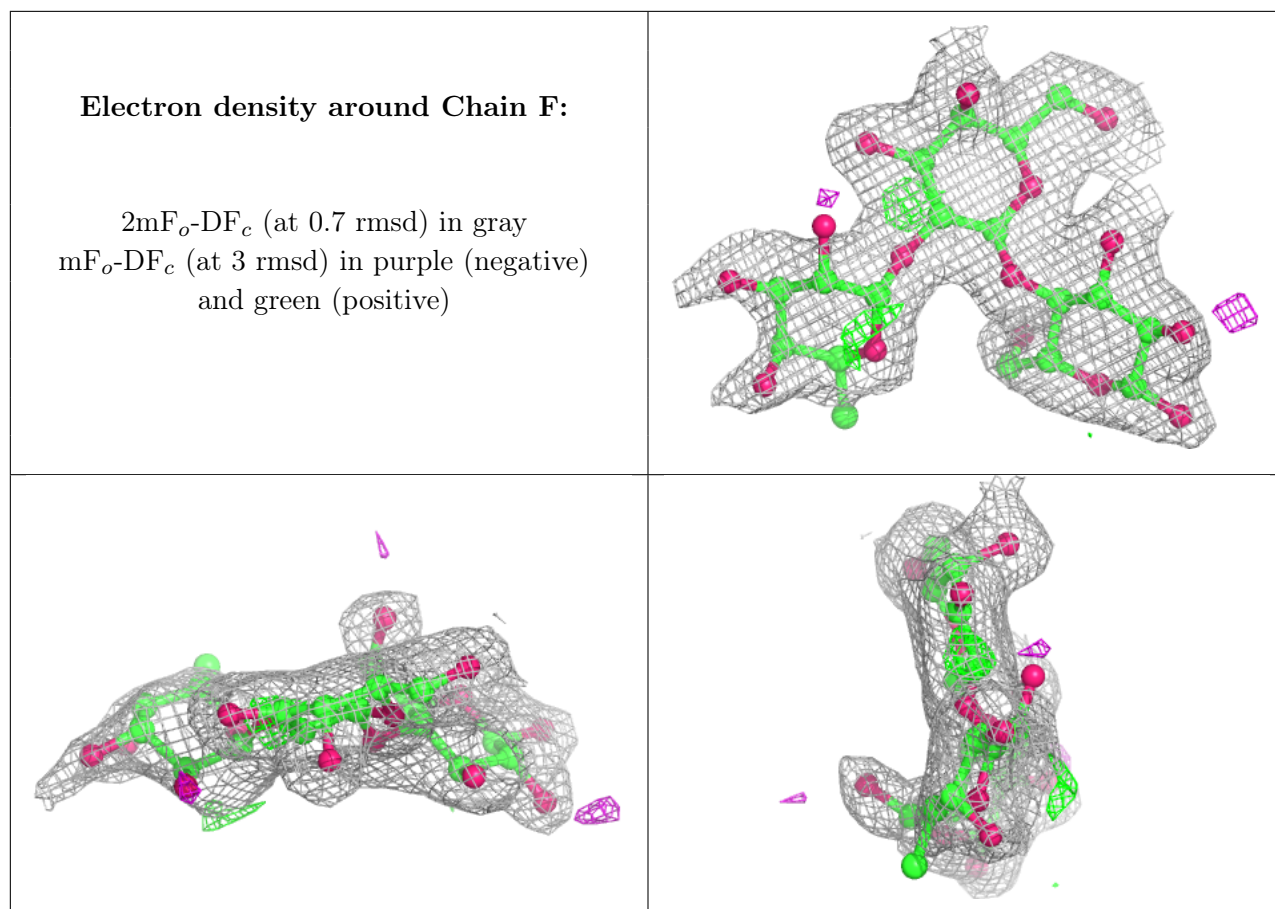 Electron density around Chain F:
2mFo-DFc (at 0.7 rmsd) in gray
mFo-DFc (at 3 rmsd) in purple (negative)
and green (positive)